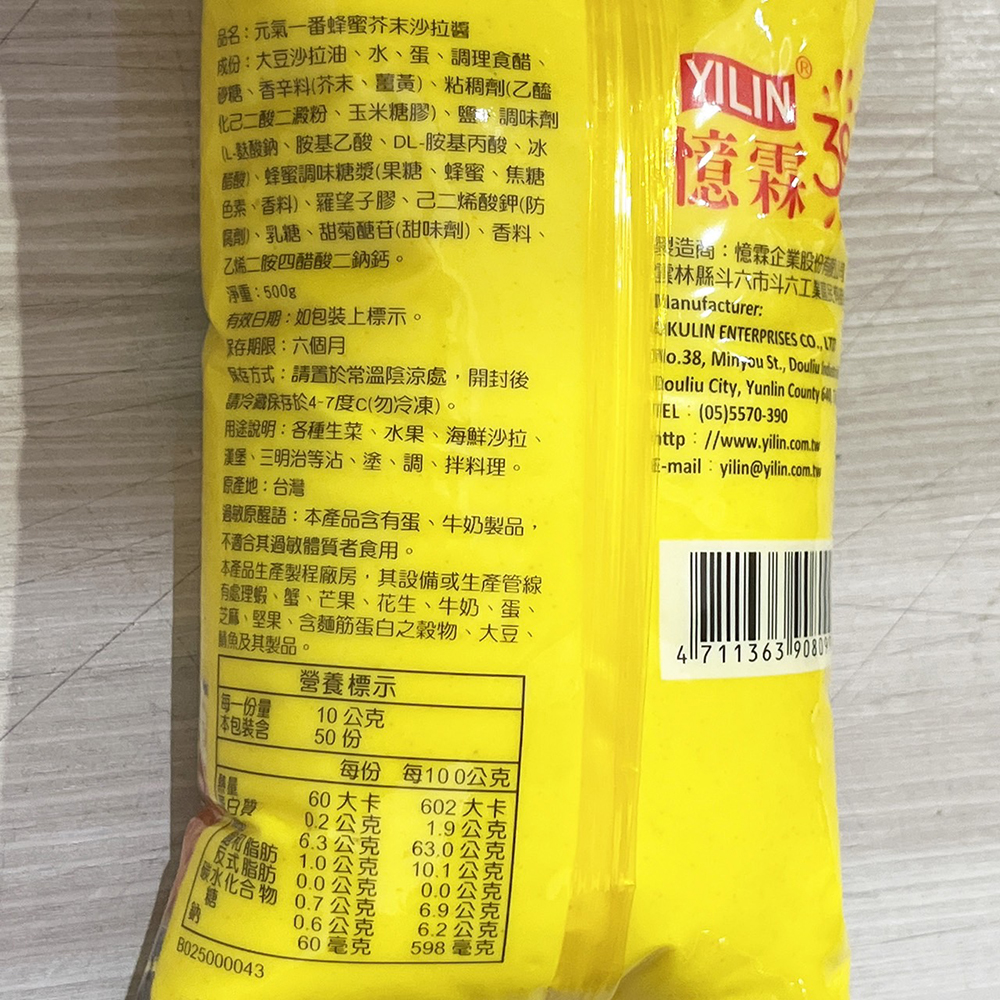 品名：元氣一番蜂蜜芥末沙拉醬
成份：大豆沙拉油、水、蛋、調理食醋、
砂糖、香辛料(芥末、薑黃)、粘稠劑(乙醯
化己二酸二澱粉、玉米糖膠)、鹽、調味劑
(L-麩酸鈉、胺基乙酸、DL-胺基丙酸、冰
醋酸)、蜂蜜調味糖漿(果糖、蜂蜜、焦糖
色素、香料)、羅望子膠、己二烯酸鉀(防
腐劑)、乳糖、甜菊醣苷(甜味劑)、香料、
乙烯二胺四醋酸二鈉鈣。
淨重：500g
有效日期：如包裝上標示。
保存期限：六個月
保存方式：請置於常溫陰涼處，開封後
請冷藏保存於4-7度C(勿冷凍)。
用途說明：各種生菜、水果、海鮮沙拉、
漢堡、三明治等沾、塗、調、拌料理。
原產地：台灣
過敏原醒語：本產品含有蛋、牛奶製品，
不適合其過敏體質者食用。
本產品生產製程廠房，其設備或生產管線
有處理蝦、蟹、芒果、花生、牛奶、蛋、
芝麻、堅果、含麵筋蛋白之穀物、大豆、
鯖魚及其製品。
營養標示
每一份量 10 公克
本包裝含 50 份
每份 每100公克
熱量 60 大卡 602 大卡
蛋白質 0.2 公克 1.9 公克
6.3 公克 63.0 公克
脂肪 1.0 公克 10.1 公克
反式脂肪 0.0 公克 0.0 公克
碳水化合物 0.7 公克 6.9 公克
糖 0.6 公克 6.2 公克
鈉 60 毫克 598 毫克
B025000043
YILIN®
憶霖
製造商：憶霖企業股份有限
雲林縣斗六市斗六工業區
Manufacturer:
KULIN ENTERPRISES CO., LTD
No.38, Minyou St., Douliu
Douliu City, Yunlin County 640,
TEL：(05)5570-390
http：//www.yilin.com.tw
E-mail：yilin@yilin.com.tw
4 711363 90809